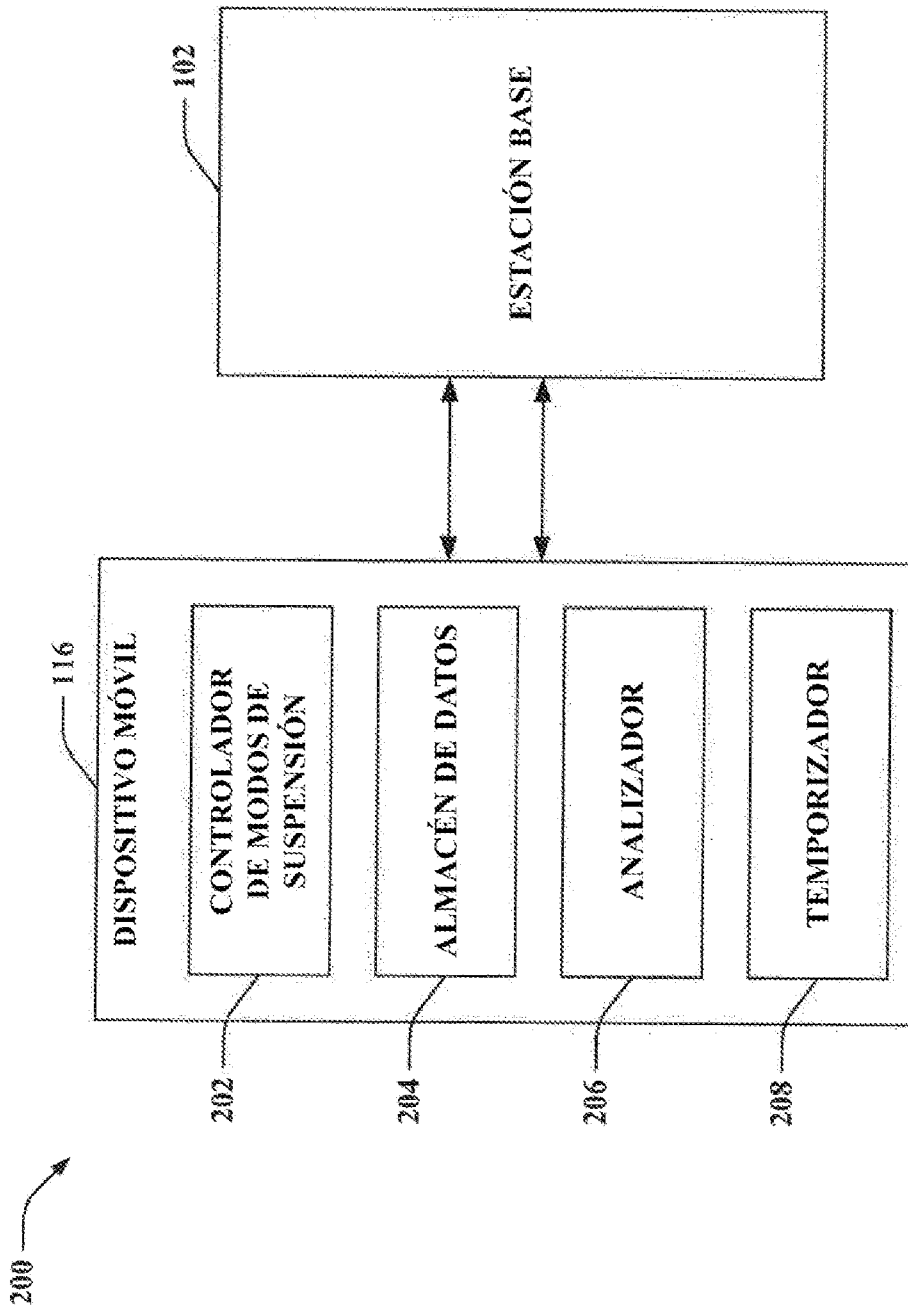 200
116
DISPOSITIVO MÓVIL
202
CONTROLADOR
DE MODOS DE
SUSPENSIÓN
204
ALMACÉN DE DATOS
206
ANALIZADOR
208
TEMPORIZADOR
102
ESTACIÓN BASE